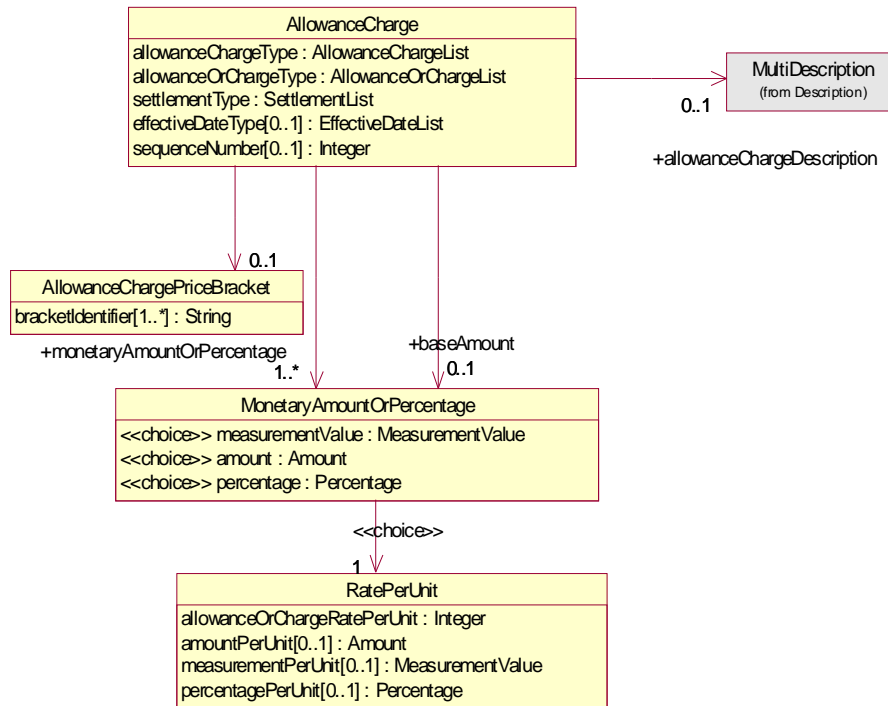 AllowanceCharge
allowanceChargeType : AllowanceChargeList
allowanceOrChargeType : AllowanceOrChargeList
settlementType : SettlementList
effectiveDateType[0..1] : EffectiveDateList
sequenceNumber[0..1] : Integer
MultiDescription
(from Description)
0..1
+allowanceChargeDescription
0..1
AllowanceChargePriceBracket
bracketIdentifier[1..*] : String
+monetaryAmountOrPercentage
1..*
+baseAmount
0..1
MonetaryAmountOrPercentage
<<choice>> measurementValue : MeasurementValue
<<choice>> amount : Amount
<<choice>> percentage : Percentage
<<choice>>
1
RatePerUnit
allowanceOrChargeRatePerUnit : Integer
amountPerUnit[0..1] : Amount
measurementPerUnit[0..1] : MeasurementValue
percentagePerUnit[0..1] : Percentage